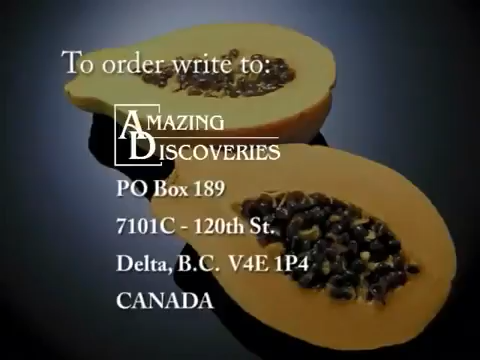 To order write to:
AMAZING
DISCOVERIES
PO Box 189
7101C - 120th St.
Delta, B.C. V4E 1P4
CANADA